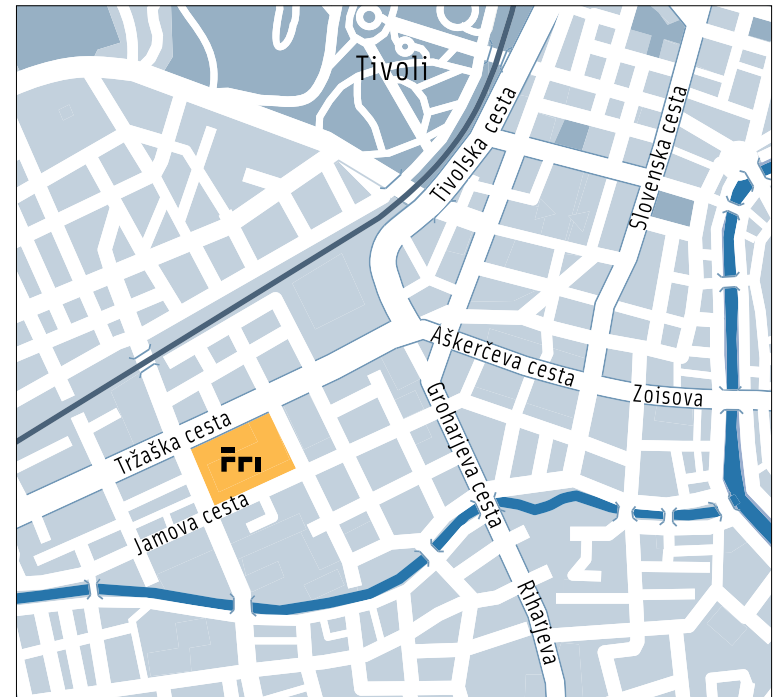 Tivoli
Tivolska cesta
Slovenska cesta
Aškerčeva cesta
Zoisova
Groharjeva cesta
Tržaška cesta
Fri
Jamova cesta
Riharjeva